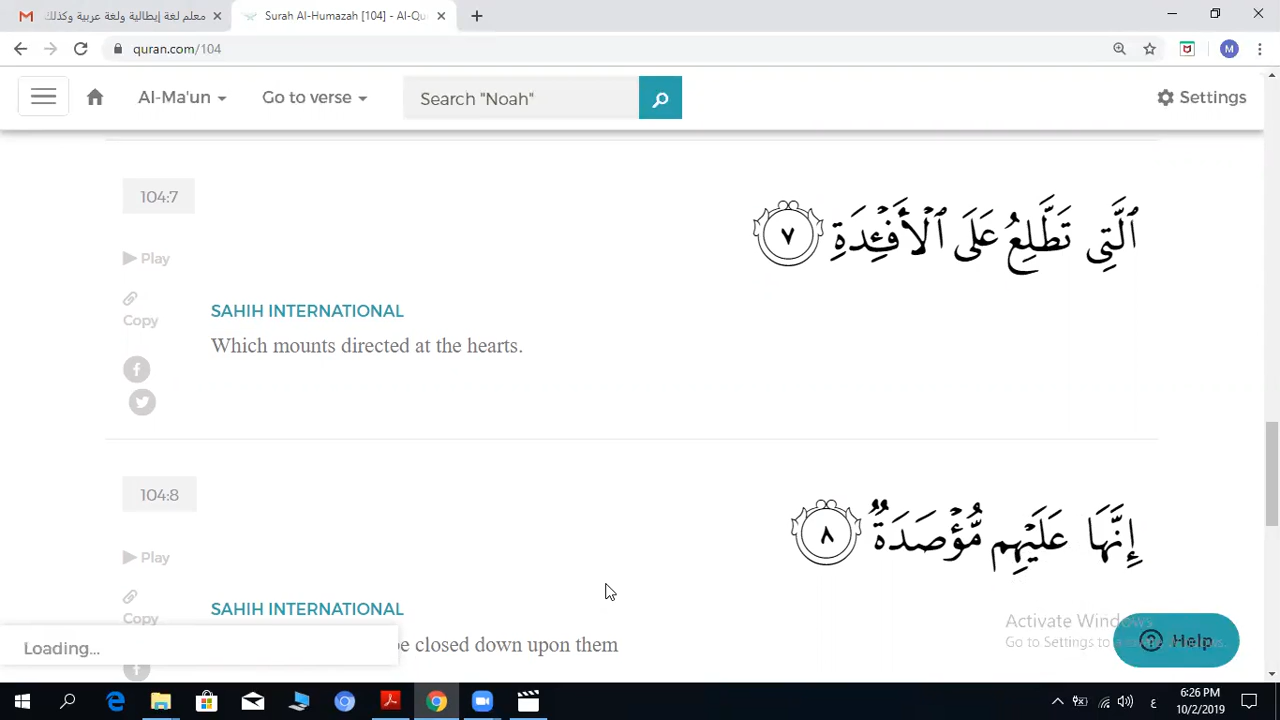 معلم لغة إيطالية ولغة عربية وكذلك
Surah Al-Humazah [104] - Al-Qu
quran.com/104
M
Al-Ma'un
Go to verse
Search "Noah"
Settings
104:7
ٱلَّتِى تَطَّلِعُ عَلَى ٱلْأَفْـِٔدَةِ ٧
Play
Copy
SAHIH INTERNATIONAL
Which mounts directed at the hearts.
104:8
إِنَّهَا عَلَيْهِم مُّؤْصَدَةٌ ٨
Play
Copy
SAHIH INTERNATIONAL
be closed down upon them
Loading...
Activate Windows
Go to Settings to
Help
ع
6:26 PM
10/2/2019